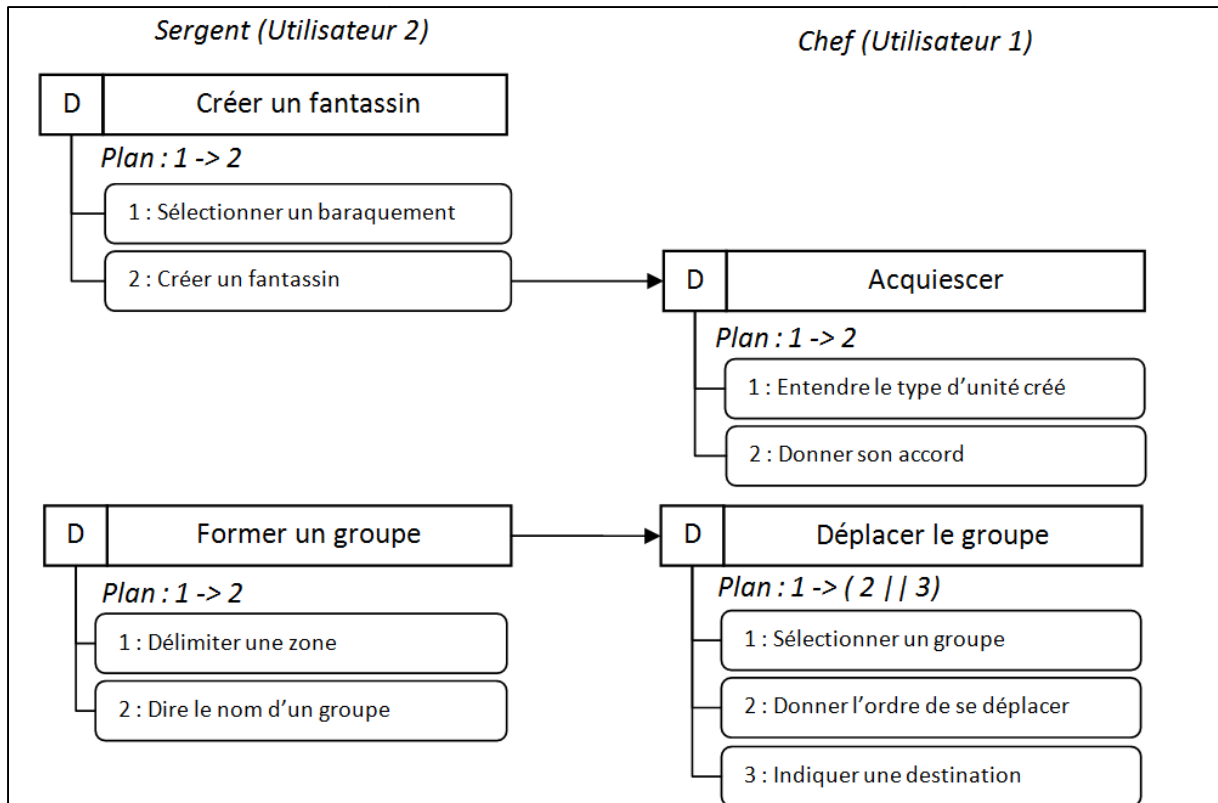 Sergent (Utilisateur 2)
Chef (Utilisateur 1)
D Créer un fantassin
Plan : 1 -> 2
1 : Sélectionner un baraquement
2 : Créer un fantassin
D Acquiescer
Plan : 1 -> 2
1 : Entendre le type d'unité créé
2 : Donner son accord
D Former un groupe
Plan : 1 -> 2
1 : Délimiter une zone
2 : Dire le nom d'un groupe
D Déplacer le groupe
Plan : 1 -> ( 2 || 3)
1 : Sélectionner un groupe
2 : Donner l'ordre de se déplacer
3 : Indiquer une destination